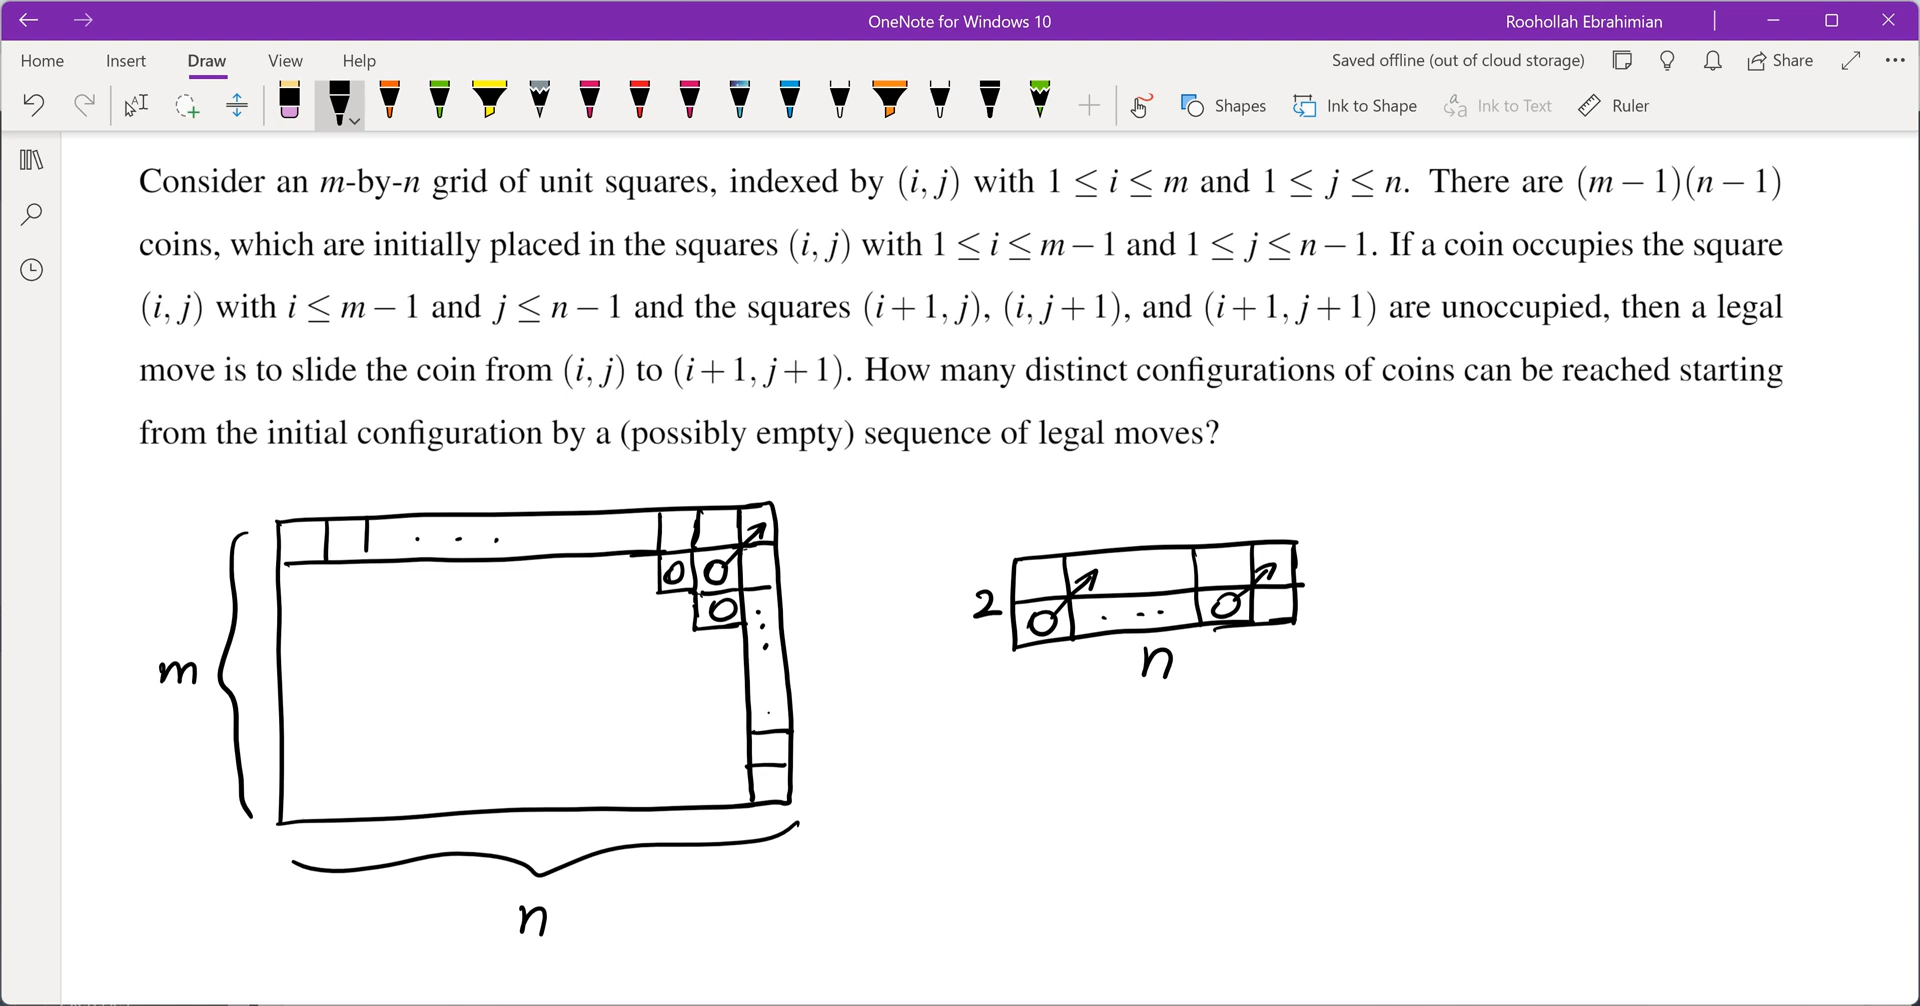 OneNote for Windows 10
Roohollah Ebrahimian
Home Insert Draw View Help
Saved offline (out of cloud storage) Share
Shapes Ink to Shape Ink to Text Ruler
Consider an m-by-n grid of unit squares, indexed by (i, j) with 1 ≤ i ≤ m and 1 ≤ j ≤ n. There are (m − 1)(n − 1)
coins, which are initially placed in the squares (i, j) with 1 ≤ i ≤ m − 1 and 1 ≤ j ≤ n − 1. If a coin occupies the square
(i, j) with i ≤ m − 1 and j ≤ n − 1 and the squares (i + 1, j), (i, j + 1), and (i + 1, j + 1) are unoccupied, then a legal
move is to slide the coin from (i, j) to (i + 1, j + 1). How many distinct configurations of coins can be reached starting
from the initial configuration by a (possibly empty) sequence of legal moves?
m
n
2
n